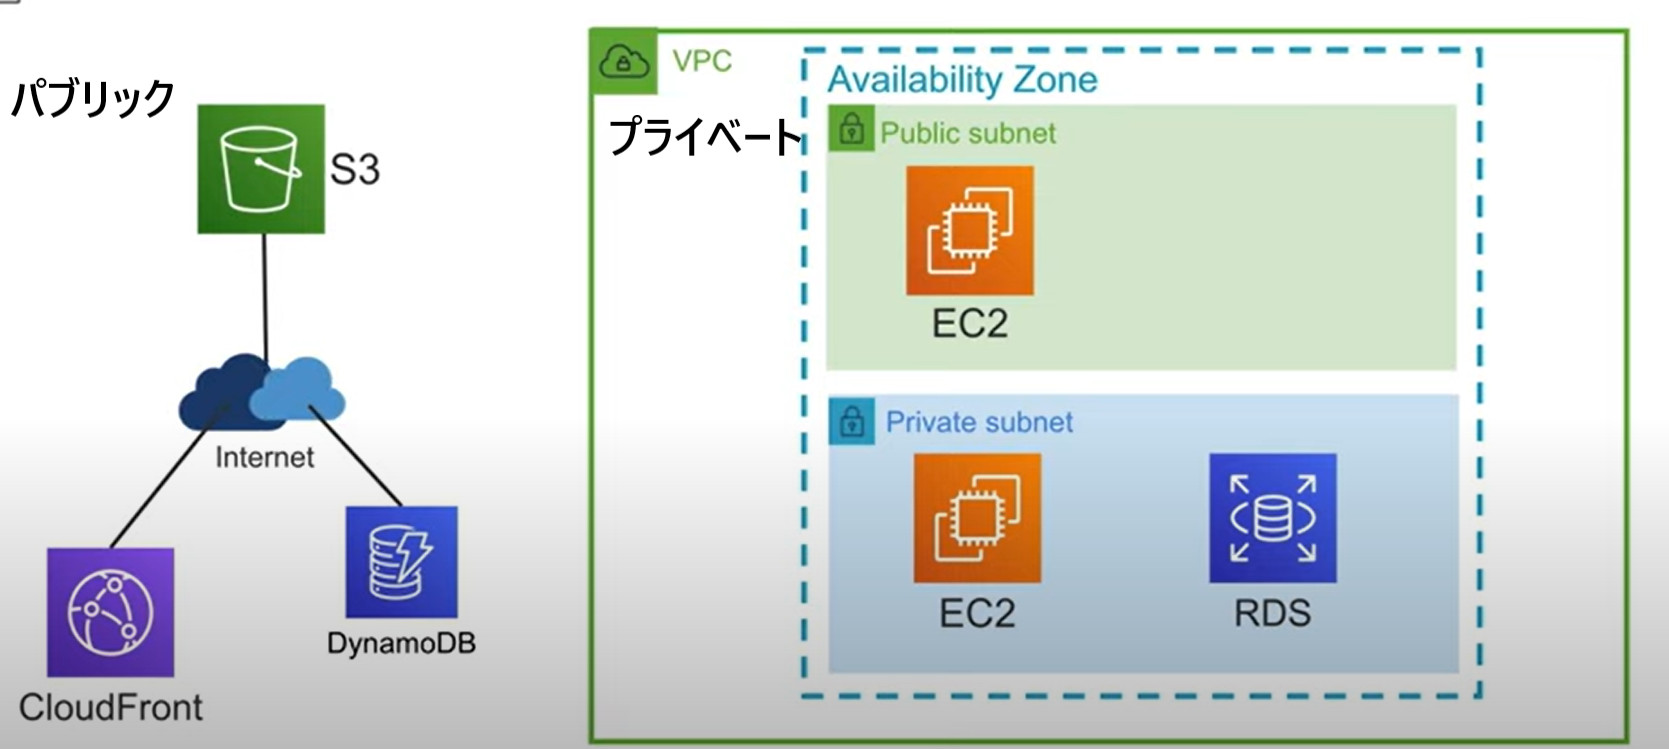 パブリック
S3
Internet
CloudFront
DynamoDB
VPC
プライベート
Availability Zone
Public subnet
EC2
Private subnet
EC2
RDS